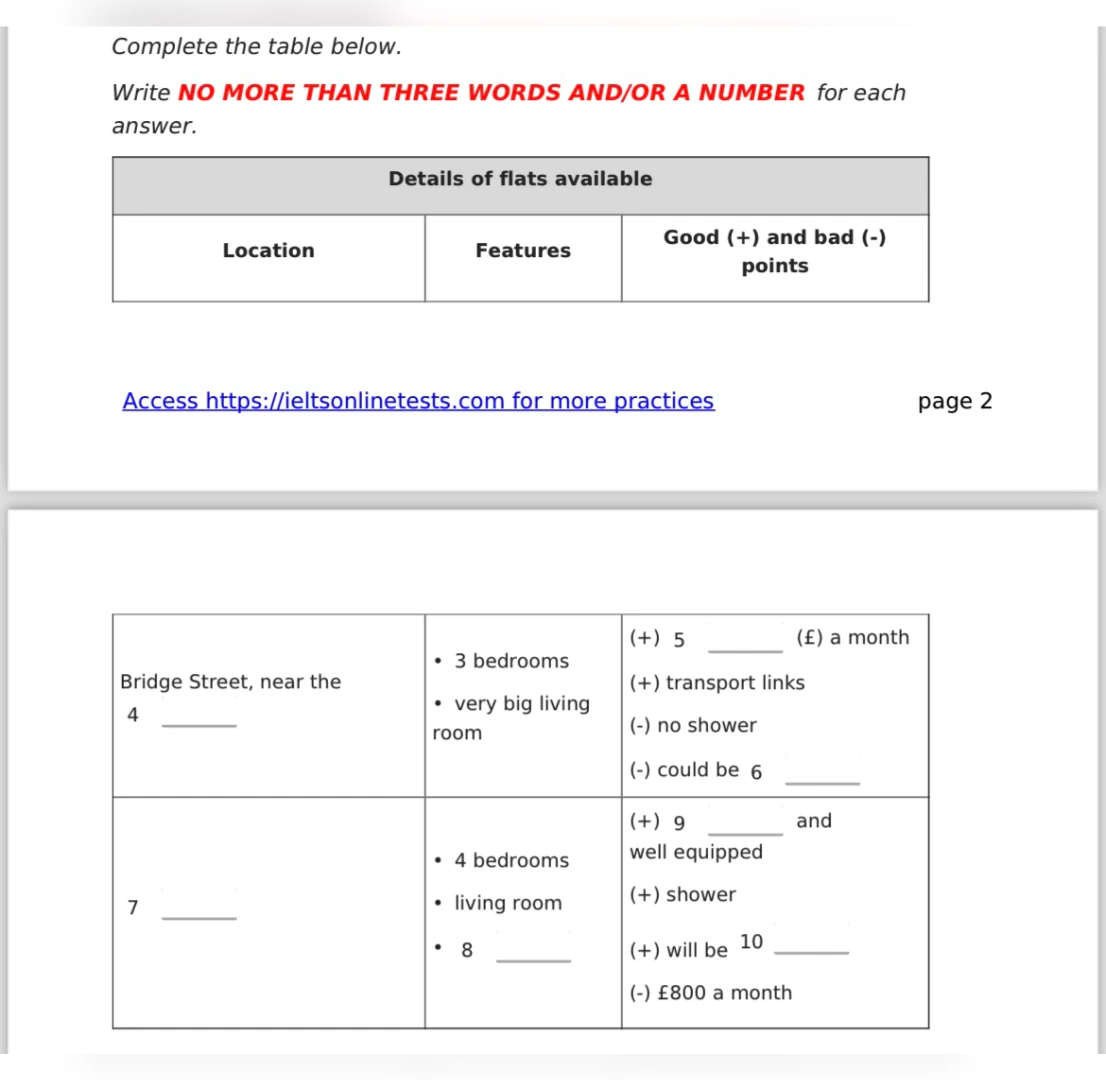 Complete the table below.
Write NO MORE THAN THREE WORDS AND/OR A NUMBER for each
answer.
Details of flats available
Location
Features
Good (+) and bad (-)
points
Access https://ieltsonlinetests.com for more practices
page 2
Bridge Street, near the
4 ______
• 3 bedrooms
• very big living
room
(+) 5 ______ (£) a month
(+) transport links
(-) no shower
(-) could be 6 ______
7 ______
• 4 bedrooms
• living room
• 8 ______
(+) 9 ______ and
well equipped
(+) shower
(+) will be 10 ______
(-) £800 a month